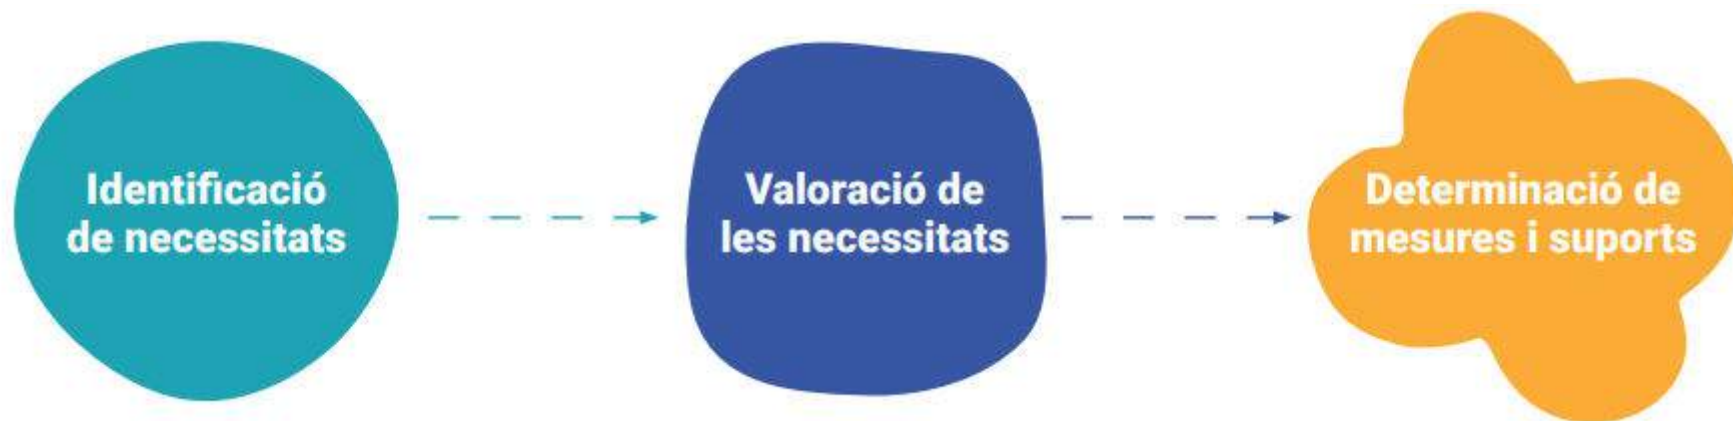 Identificació
de necessitats
Valoració de
les necessitats
Determinació de
mesures i suports